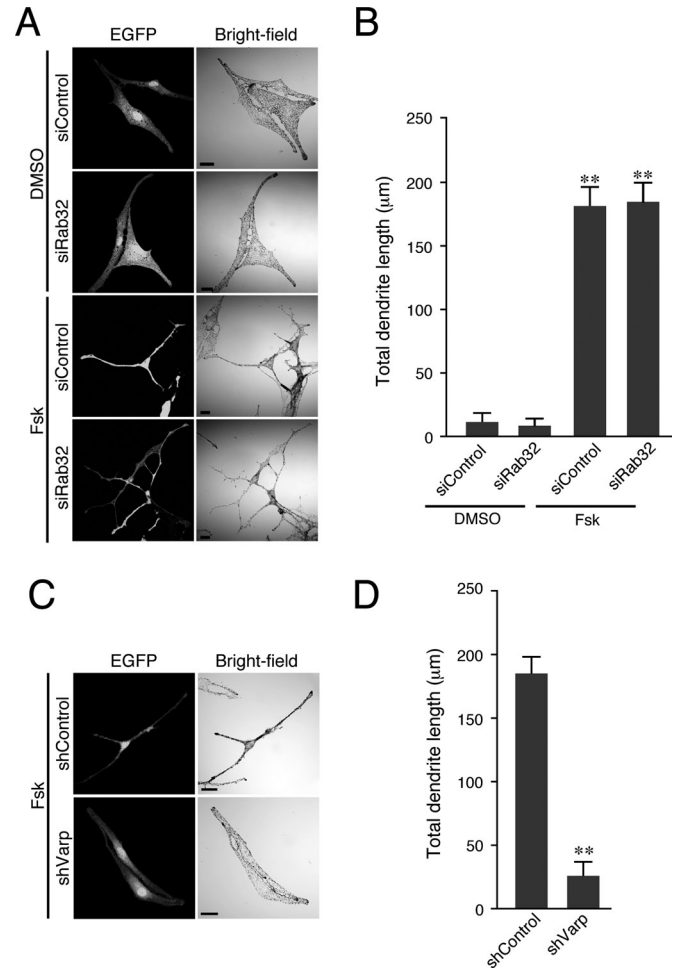 A
EGFP Bright-field
DMSO
siControl
siRab32
Fsk
siControl
siRab32
B
Total dendrite length (μm)
250
200
150
100
50
0
** **
siControl siRab32 siControl siRab32
DMSO Fsk
C
EGFP Bright-field
Fsk
shControl
shVarp
D
Total dendrite length (μm)
250
200
150
100
50
0
**
shControl shVarp